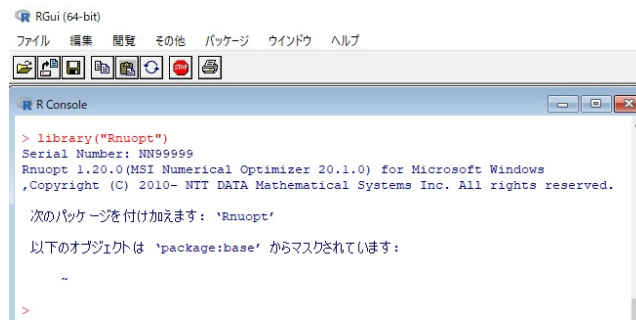 RGui (64-bit)
ファイル 編集 閲覧 その他 パッケージ ウインドウ ヘルプ
STOP
R Console
> library("Rnuopt")
Serial Number: NN99999
Rnuopt 1.20.0(MSI Numerical Optimizer 20.1.0) for Microsoft Windows
,Copyright (C) 2010- NTT DATA Mathematical Systems Inc. All rights reserved.
次のパッケージを付け加えます: ‘Rnuopt’
以下のオブジェクトは ‘package:base’ からマスクされています:
~
>